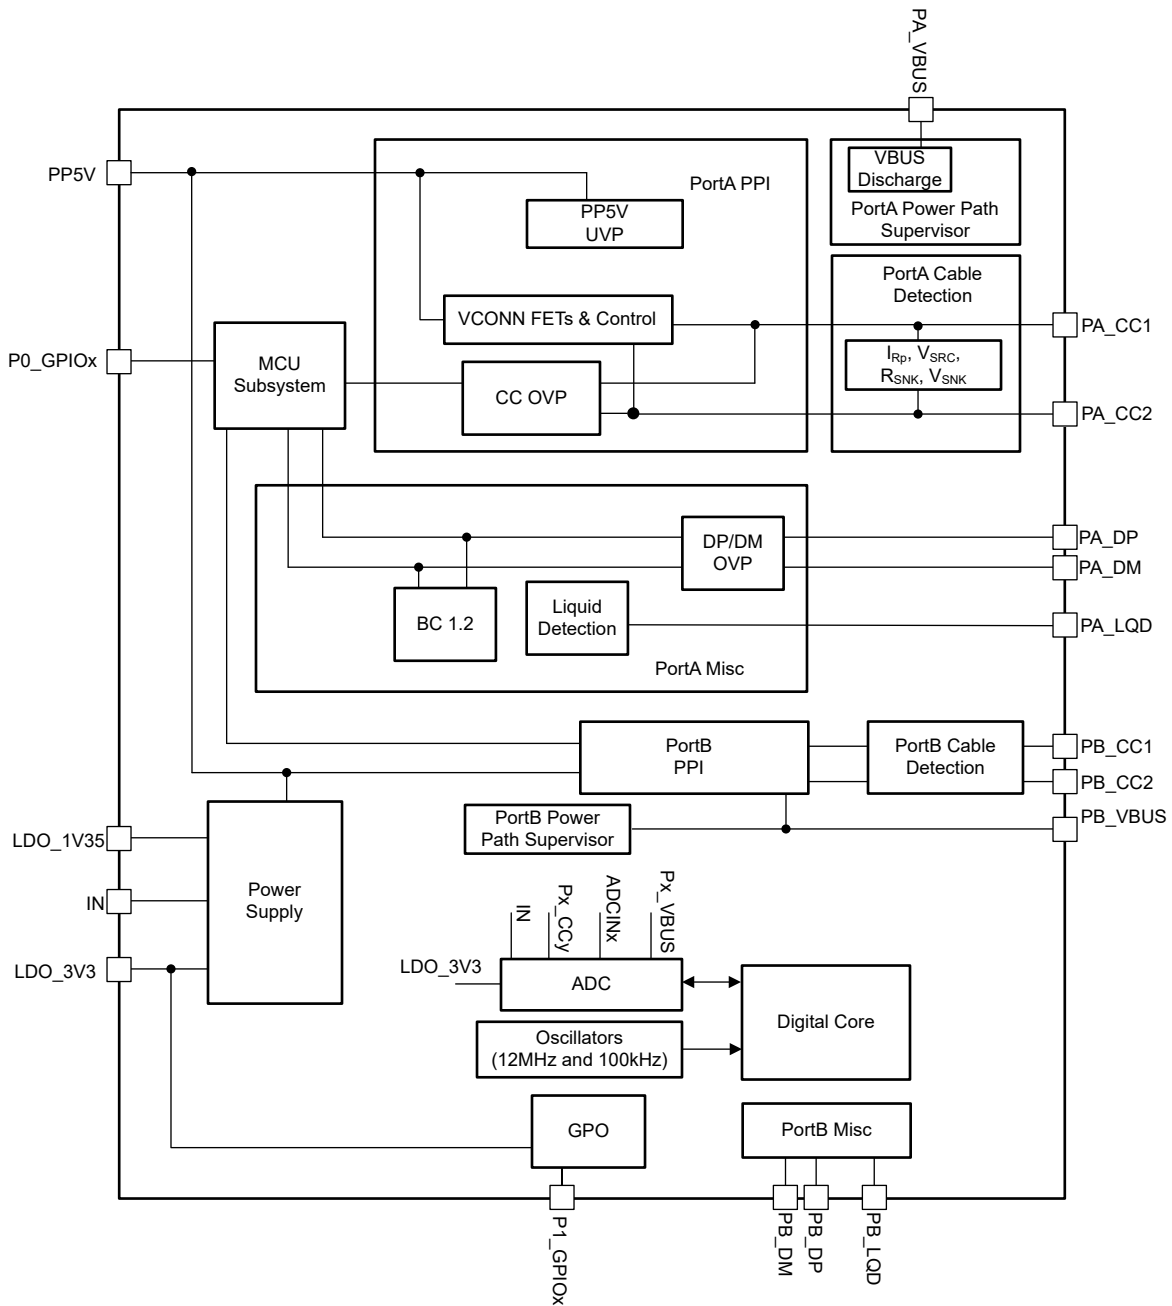 PA_VBUS
PP5V
PortA PPI
VBUS
Discharge
PortA Power Path
Supervisor
PP5V
UVP
PortA Cable
Detection
VCONN FETs & Control
PA_CC1
P0_GPIOx
MCU
Subsystem
IRp, VSRC,
RSNK, VSNK
CC OVP
PA_CC2
DP/DM
OVP
PA_DP
PA_DM
BC 1.2
Liquid
Detection
PA_LQD
PortA Misc
PortB
PPI
PortB Cable
Detection
PB_CC1
PB_CC2
PortB Power
Path Supervisor
PB_VBUS
LDO_1V35
Power
Supply
IN
LDO_3V3
IN
Px_CCy
ADCINx
Px_VBUS
LDO_3V3
ADC
Digital Core
Oscillators
(12MHz and 100kHz)
GPO
PortB Misc
P1_GPIOx
PB_DM
PB_DP
PB_LQD